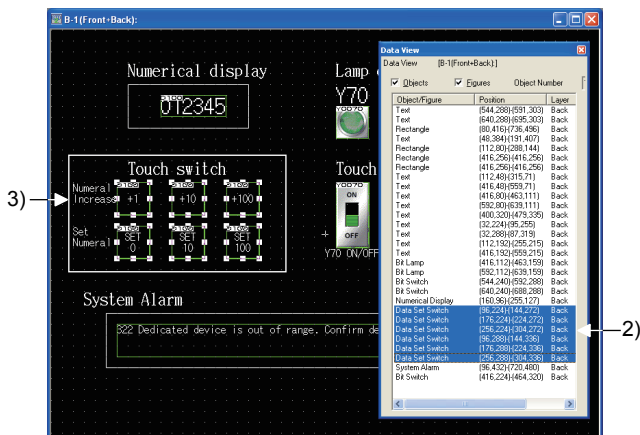 B-1(Front+Back):
Numerical display
D100
012345
Lamp
Y70
Y0070
Touch switch
Numeral
Increase
D100
+1
D100
+10
D100
+100
Set
Numeral
D100
SET
0
D100
SET
10
D100
SET
100
Touch
Y0070
ON
OFF
Y70 ON/OFF
System Alarm
322 Dedicated device is out of range. Confirm de
3)
2)
Data View
Data View [B-1(Front+Back):]
Objects Figures Object Number
Object/Figure Position Layer
Text (544,288)-(591,303) Back
Text (640,288)-(695,303) Back
Rectangle (80,416)-(736,496) Back
Text (48,384)-(191,407) Back
Rectangle (112,80)-(288,144) Back
Rectangle (416,256)-(416,256) Back
Rectangle (416,256)-(416,256) Back
Text (112,48)-(315,71) Back
Text (416,48)-(559,71) Back
Text (416,80)-(463,111) Back
Text (592,80)-(639,111) Back
Text (400,320)-(479,335) Back
Text (32,224)-(95,255) Back
Text (32,288)-(87,319) Back
Text (112,192)-(255,215) Back
Text (416,192)-(559,215) Back
Bit Lamp (416,112)-(463,159) Back
Bit Lamp (592,112)-(639,159) Back
Bit Switch (544,240)-(592,288) Back
Bit Switch (640,240)-(688,288) Back
Numerical Display (160,96)-(255,127) Back
Data Set Switch (96,224)-(144,272) Back
Data Set Switch (176,224)-(224,272) Back
Data Set Switch (256,224)-(304,272) Back
Data Set Switch (96,288)-(144,336) Back
Data Set Switch (176,288)-(224,336) Back
Data Set Switch (256,288)-(304,336) Back
System Alarm (96,432)-(720,480) Back
Bit Switch (416,224)-(464,320) Back